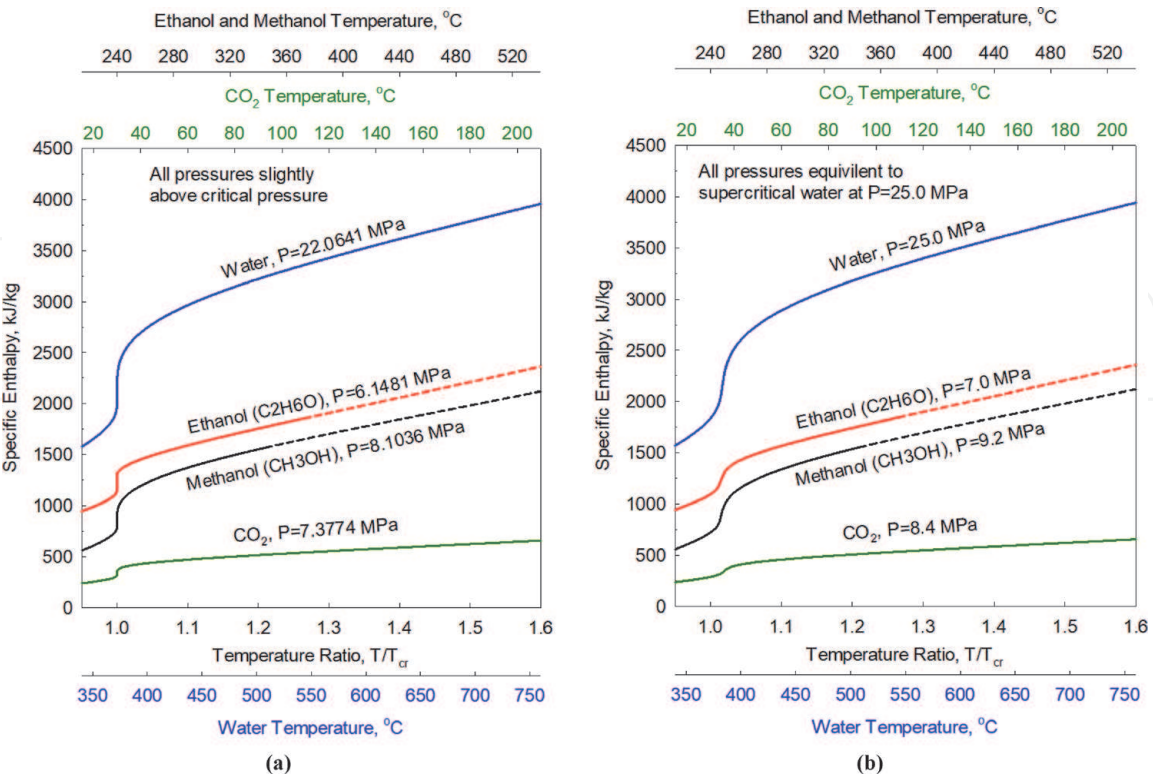 Ethanol and Methanol Temperature, °C
240 280 320 360 400 440 480 520
CO2 Temperature, °C
20 40 60 80 100 120 140 160 180 200
4500
4000
3500
3000
2500
2000
1500
1000
500
0
Specific Enthalpy, kJ/kg
All pressures slightly
above critical pressure
Water, P=22.0641 MPa
Ethanol (C2H6O), P=6.1481 MPa
Methanol (CH3OH), P=8.1036 MPa
CO2, P=7.3774 MPa
1.0 1.1 1.2 1.3 1.4 1.5 1.6
Temperature Ratio, T/Tcr
350 400 450 500 550 600 650 700 750
Water Temperature, °C
(a)
Ethanol and Methanol Temperature, °C
240 280 320 360 400 440 480 520
CO2 Temperature, °C
20 40 60 80 100 120 140 160 180 200
4500
4000
3500
3000
2500
2000
1500
1000
500
0
Specific Enthalpy, kJ/kg
All pressures equivilent to
supercritical water at P=25.0 MPa
Water, P=25.0 MPa
Ethanol (C2H6O), P=7.0 MPa
Methanol (CH3OH), P=9.2 MPa
CO2, P=8.4 MPa
1.0 1.1 1.2 1.3 1.4 1.5 1.6
Temperature Ratio, T/Tcr
350 400 450 500 550 600 650 700 750
Water Temperature, °C
(b)